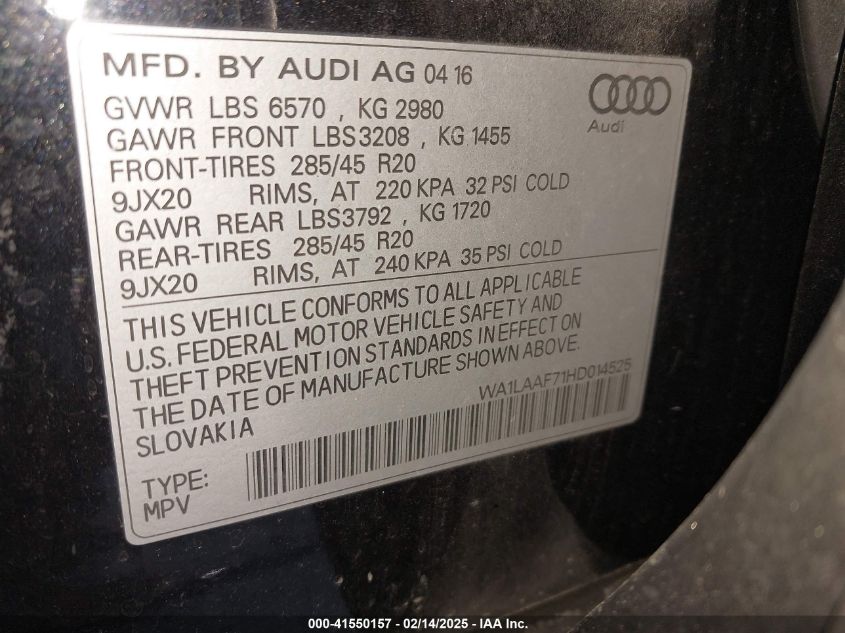 MFD. BY AUDI AG 04 16
GVWR LBS 6570 , KG 2980
GAWR FRONT LBS3208 , KG 1455
FRONT-TIRES 285/45 R20
9JX20 RIMS, AT 220 KPA 32 PSI COLD
GAWR REAR LBS3792 , KG 1720
REAR-TIRES 285/45 R20
9JX20 RIMS, AT 240 KPA 35 PSI COLD
Audi
THIS VEHICLE CONFORMS TO ALL APPLICABLE
U.S. FEDERAL MOTOR VEHICLE SAFETY AND
THEFT PREVENTION STANDARDS IN EFFECT ON
THE DATE OF MANUFACTURE SHOWN ABOVE.
SLOVAKIA
WA1LAAF71HD014525
TYPE:
MPV
000-41550157 - 02/14/2025 - IAA Inc.